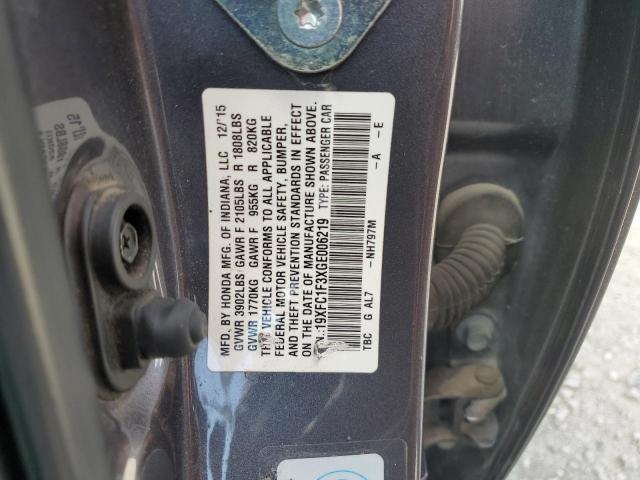 MFD. BY HONDA MFG. OF INDIANA, LLC 12/'15
GVWR 3902LBS GAWR F 2105LBS R 1808LBS
GVWR 1770KG GAWR F 955KG R 820KG
VEHICLE CONFORMS TO ALL APPLICABLE
FEDERAL MOTOR VEHICLE SAFETY, BUMPER,
AND THEFT PREVENTION STANDARDS IN EFFECT
ON THE DATE OF MANUFACTURE SHOWN ABOVE.
19XFC1F3XGE006219 TYPE: PASSENGER CAR
TBC G AL7 -NH797M -A -E